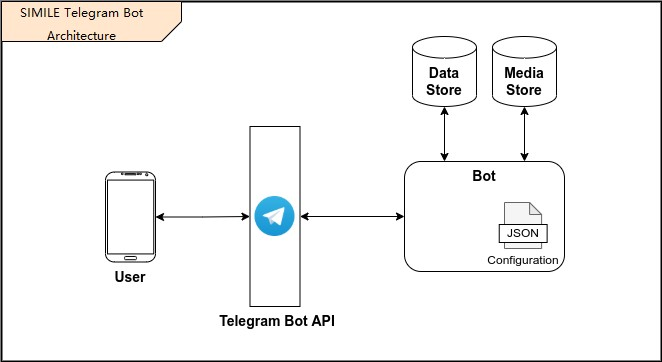 SIMILE Telegram Bot
Architecture
Data
Store
Media
Store
Bot
JSON
Configuration
User
Telegram Bot API